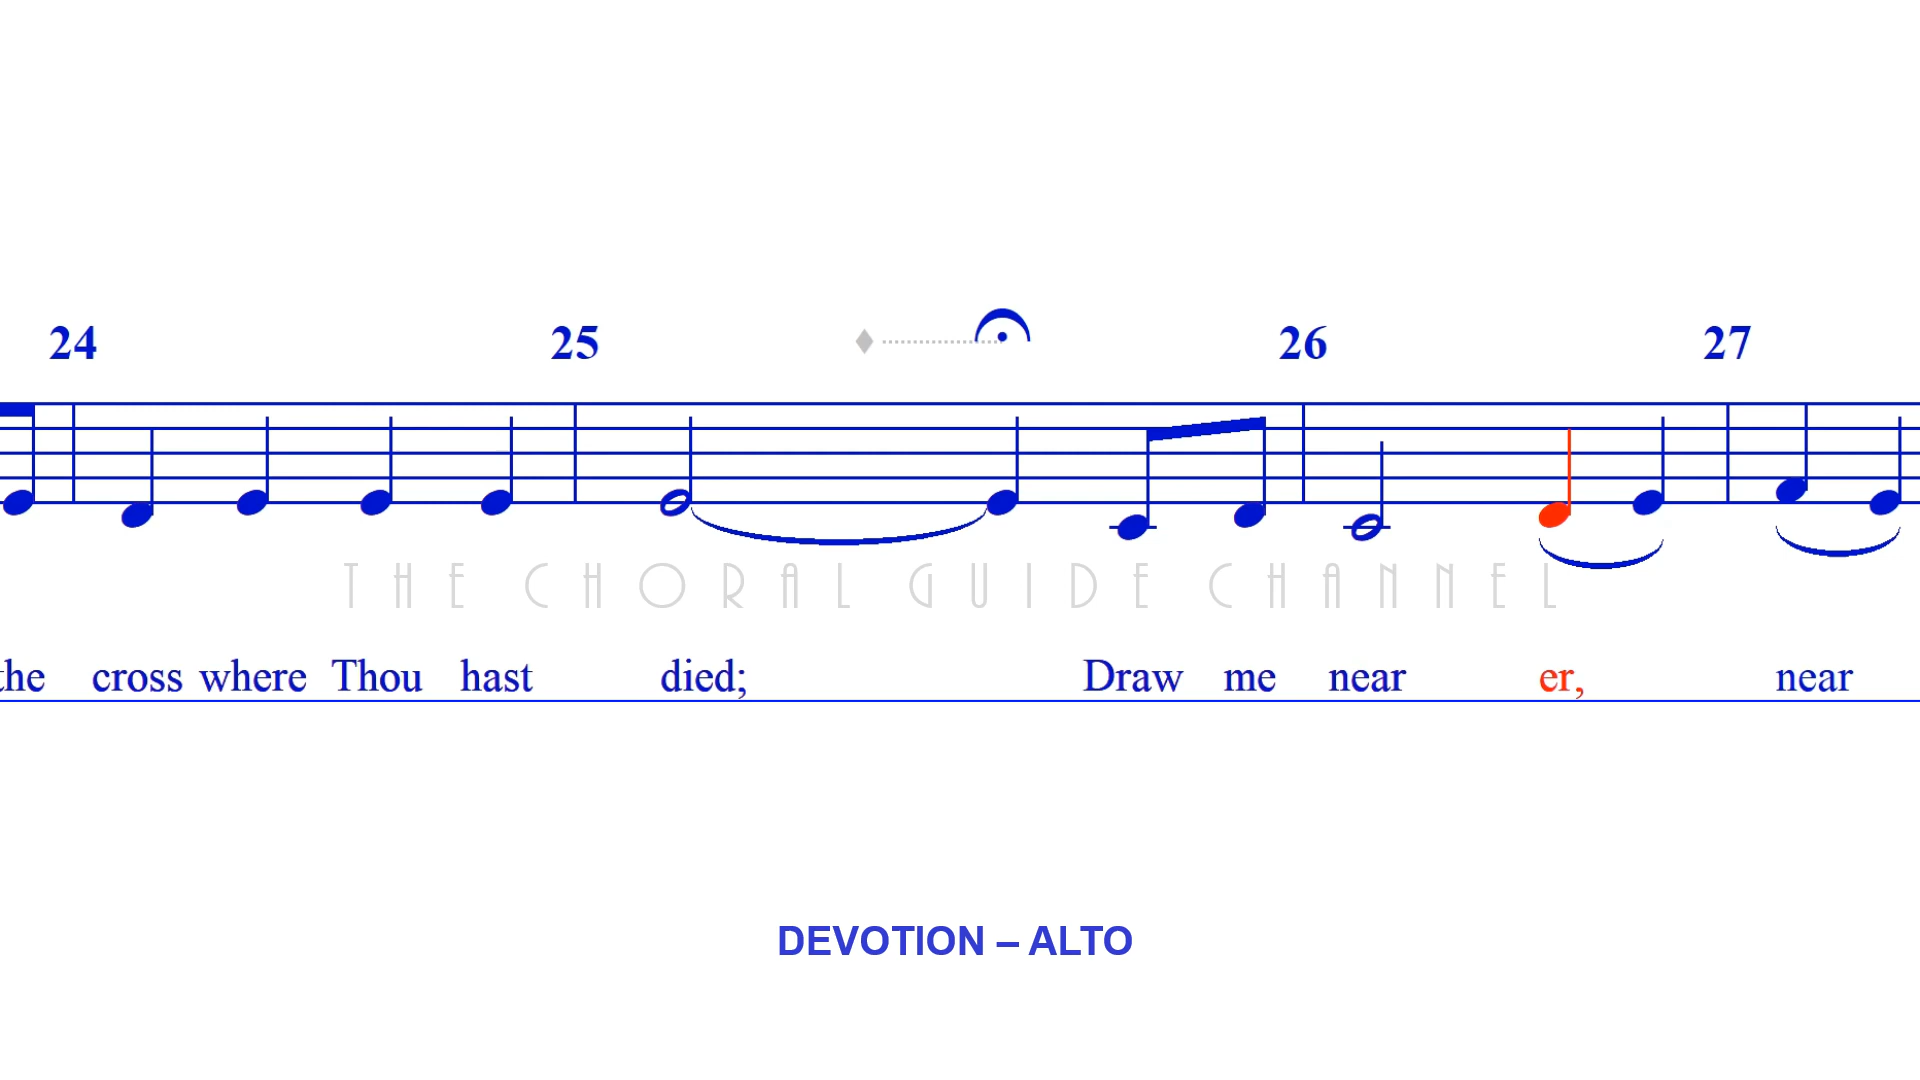 24 25 26 27
THE CHORAL GUIDE CHANNEL
the cross where Thou hast died; Draw me near er, near
DEVOTION – ALTO